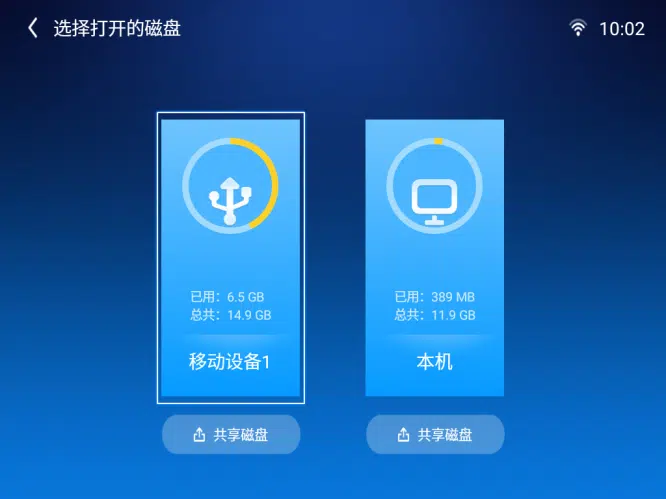 选择打开的磁盘
10:02
已用：6.5 GB
总共：14.9 GB
移动设备1
共享磁盘
已用：389 MB
总共：11.9 GB
本机
共享磁盘